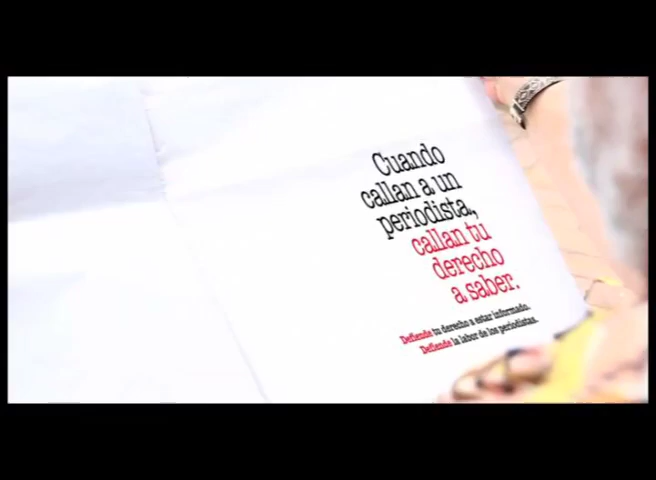 Cuando
callan a un
periodista,
callan tu
derecho
a saber.
Defiende tu derecho a estar informado.
Defiende la labor de los periodistas.